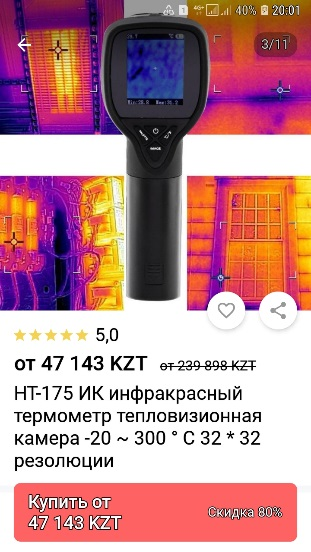 4G+ 40% 20:01
3/11
5,0
от 47 143 KZT от 239 898 KZT
HT-175 ИК инфракрасный
термометр тепловизионная
камера -20 ~ 300 ° C 32 * 32
резолюции
Купить от
47 143 KZT
Скидка 80%